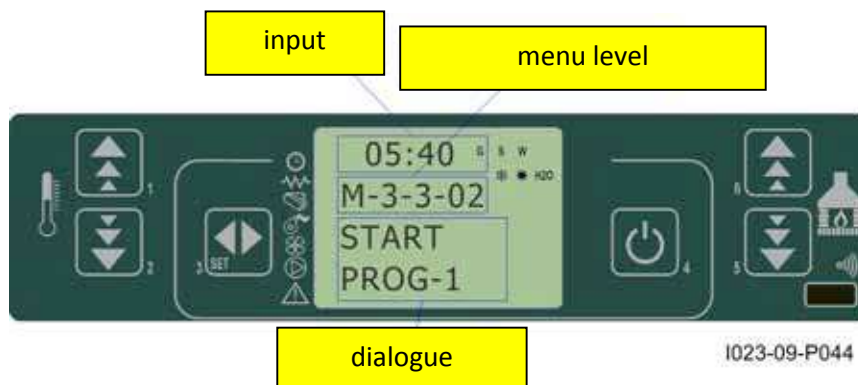 input
menu level
05:40 G S W
H2O
M-3-3-02
START
PROG-1
1
2
3 SET
4
6
5
dialogue
I023-09-P044